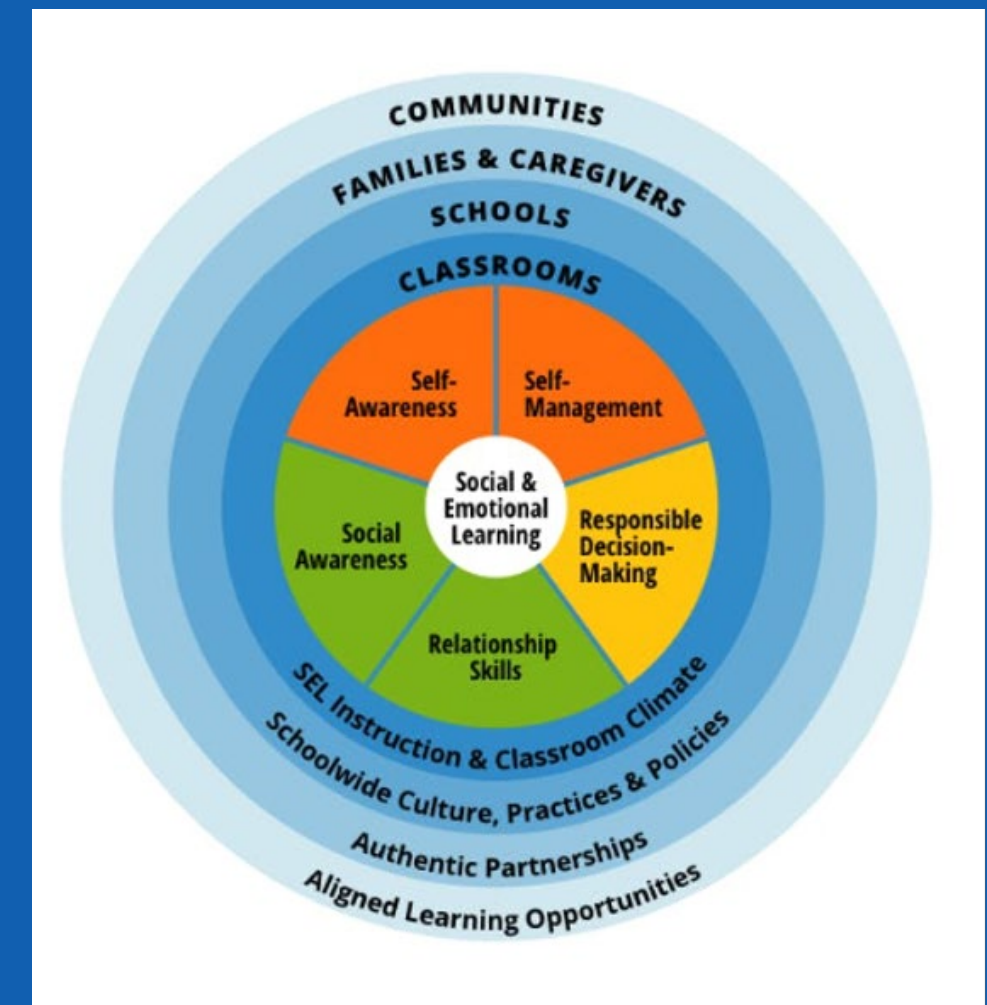 COMMUNITIES
FAMILIES & CAREGIVERS
SCHOOLS
CLASSROOMS
Self-
Awareness
Self-
Management
Social &
Emotional
Learning
Social
Awareness
Responsible
Decision-
Making
Relationship
Skills
SEL Instruction & Classroom Climate
Schoolwide Culture, Practices & Policies
Authentic Partnerships
Aligned Learning Opportunities